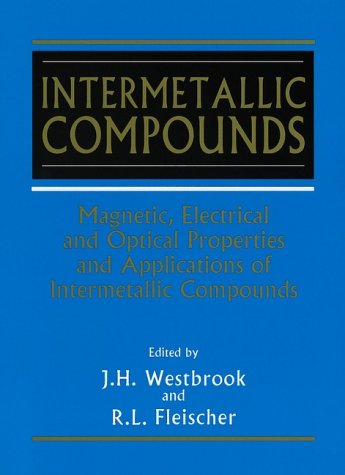 INTERMETALLIC
COMPOUNDS
Magnetic, Electrical
and Optical Properties
and Applications of
Intermetallic Compounds
Edited by
J.H. Westbrook
and
R.L. Fleischer